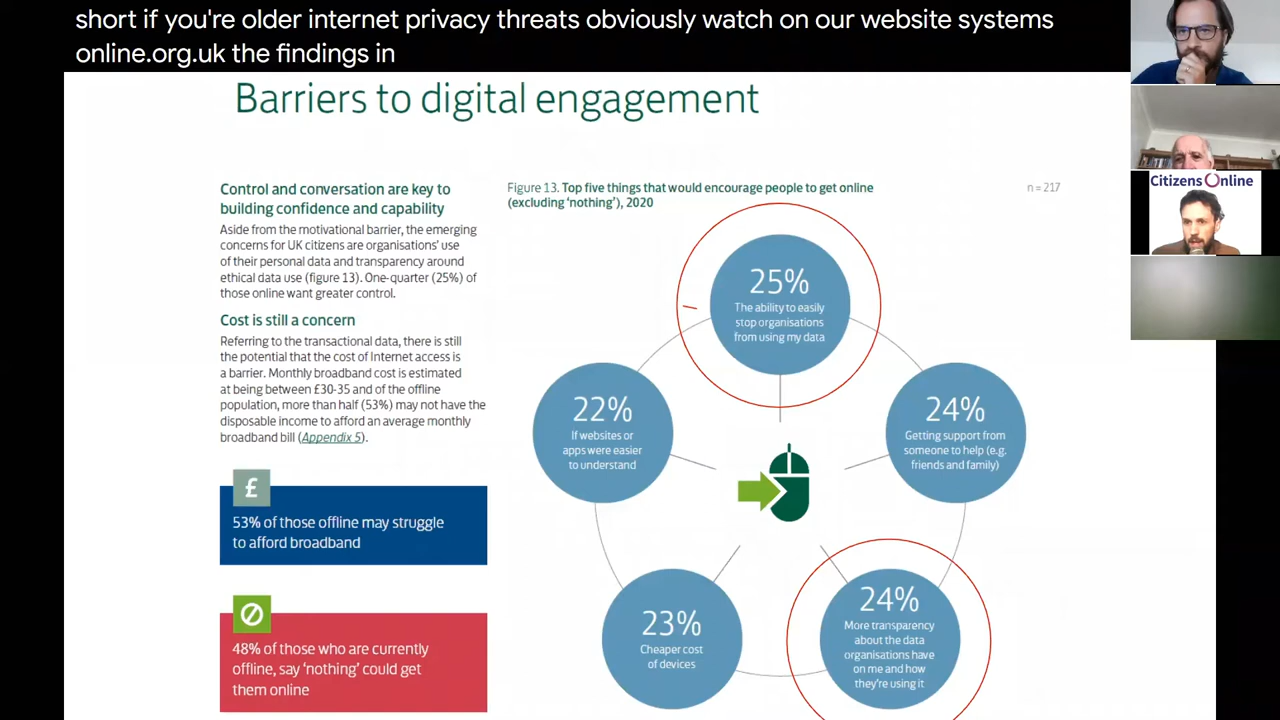 short if you're older internet privacy threats obviously watch on our website systems
online.org.uk the findings in
Barriers to digital engagement
Control and conversation are key to
building confidence and capability
Aside from the motivational barrier, the emerging
concerns for UK citizens are organisations' use
of their personal data and transparency around
ethical data use (figure 13). One-quarter (25%) of
those online want greater control.
Cost is still a concern
Referring to the transactional data, there is still
the potential that the cost of Internet access is
a barrier. Monthly broadband cost is estimated
at being between £30-35 and of the offline
population, more than half (53%) may not have the
disposable income to afford an average monthly
broadband bill (Appendix 5).
£
53% of those offline may struggle
to afford broadband
48% of those who are currently
offline, say 'nothing' could get
them online
Figure 13. Top five things that would encourage people to get online
(excluding 'nothing'), 2020
n = 217
25%
The ability to easily
stop organisations
from using my data
24%
Getting support from
someone to help (e.g.
friends and family)
24%
More transparency
about the data
organisations have
on me and how
they're using it
23%
Cheaper cost
of devices
22%
If websites or
apps were easier
to understand
Citizens Online